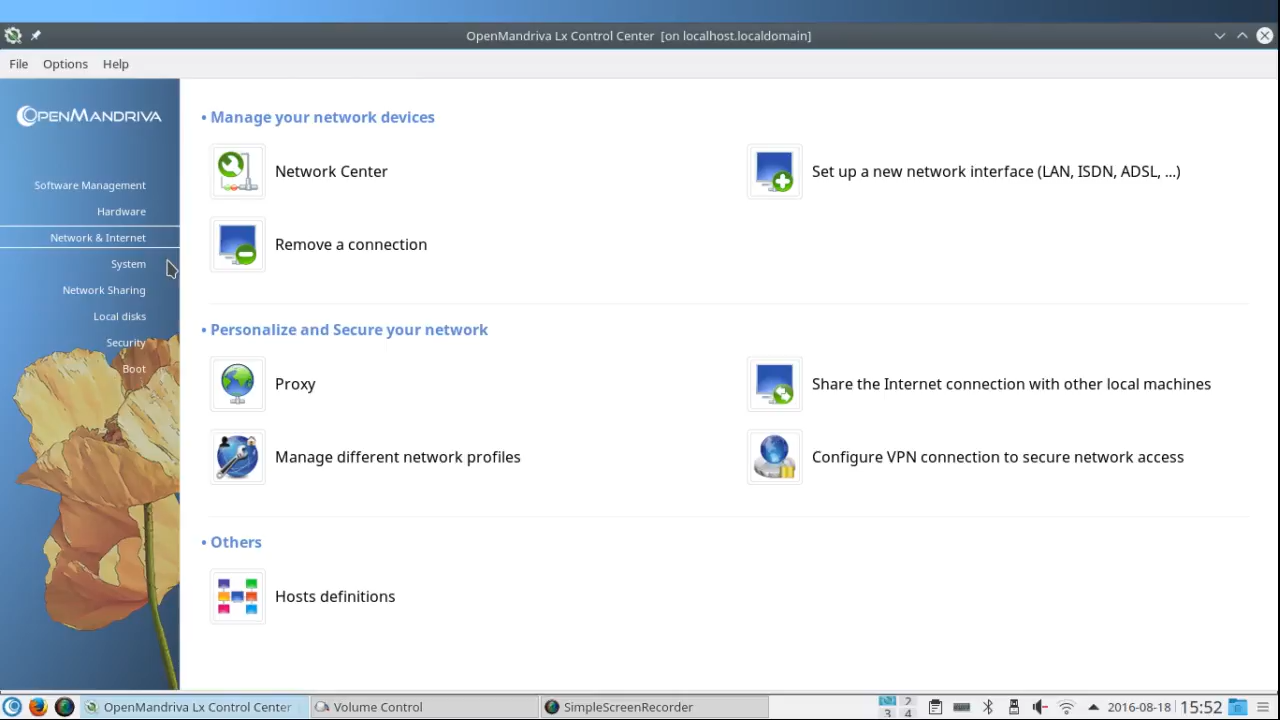 OpenMandriva Lx Control Center [on localhost.localdomain]
File Options Help
OPENMANDRIVA
Software Management
Hardware
Network & Internet
System
Network Sharing
Local disks
Security
Boot
• Manage your network devices
Network Center
Set up a new network interface (LAN, ISDN, ADSL, ...)
Remove a connection
• Personalize and Secure your network
Proxy
Share the Internet connection with other local machines
Manage different network profiles
Configure VPN connection to secure network access
• Others
Hosts definitions
OpenMandriva Lx Control Center
Volume Control
SimpleScreenRecorder
2
3 4
2016-08-18 15:52